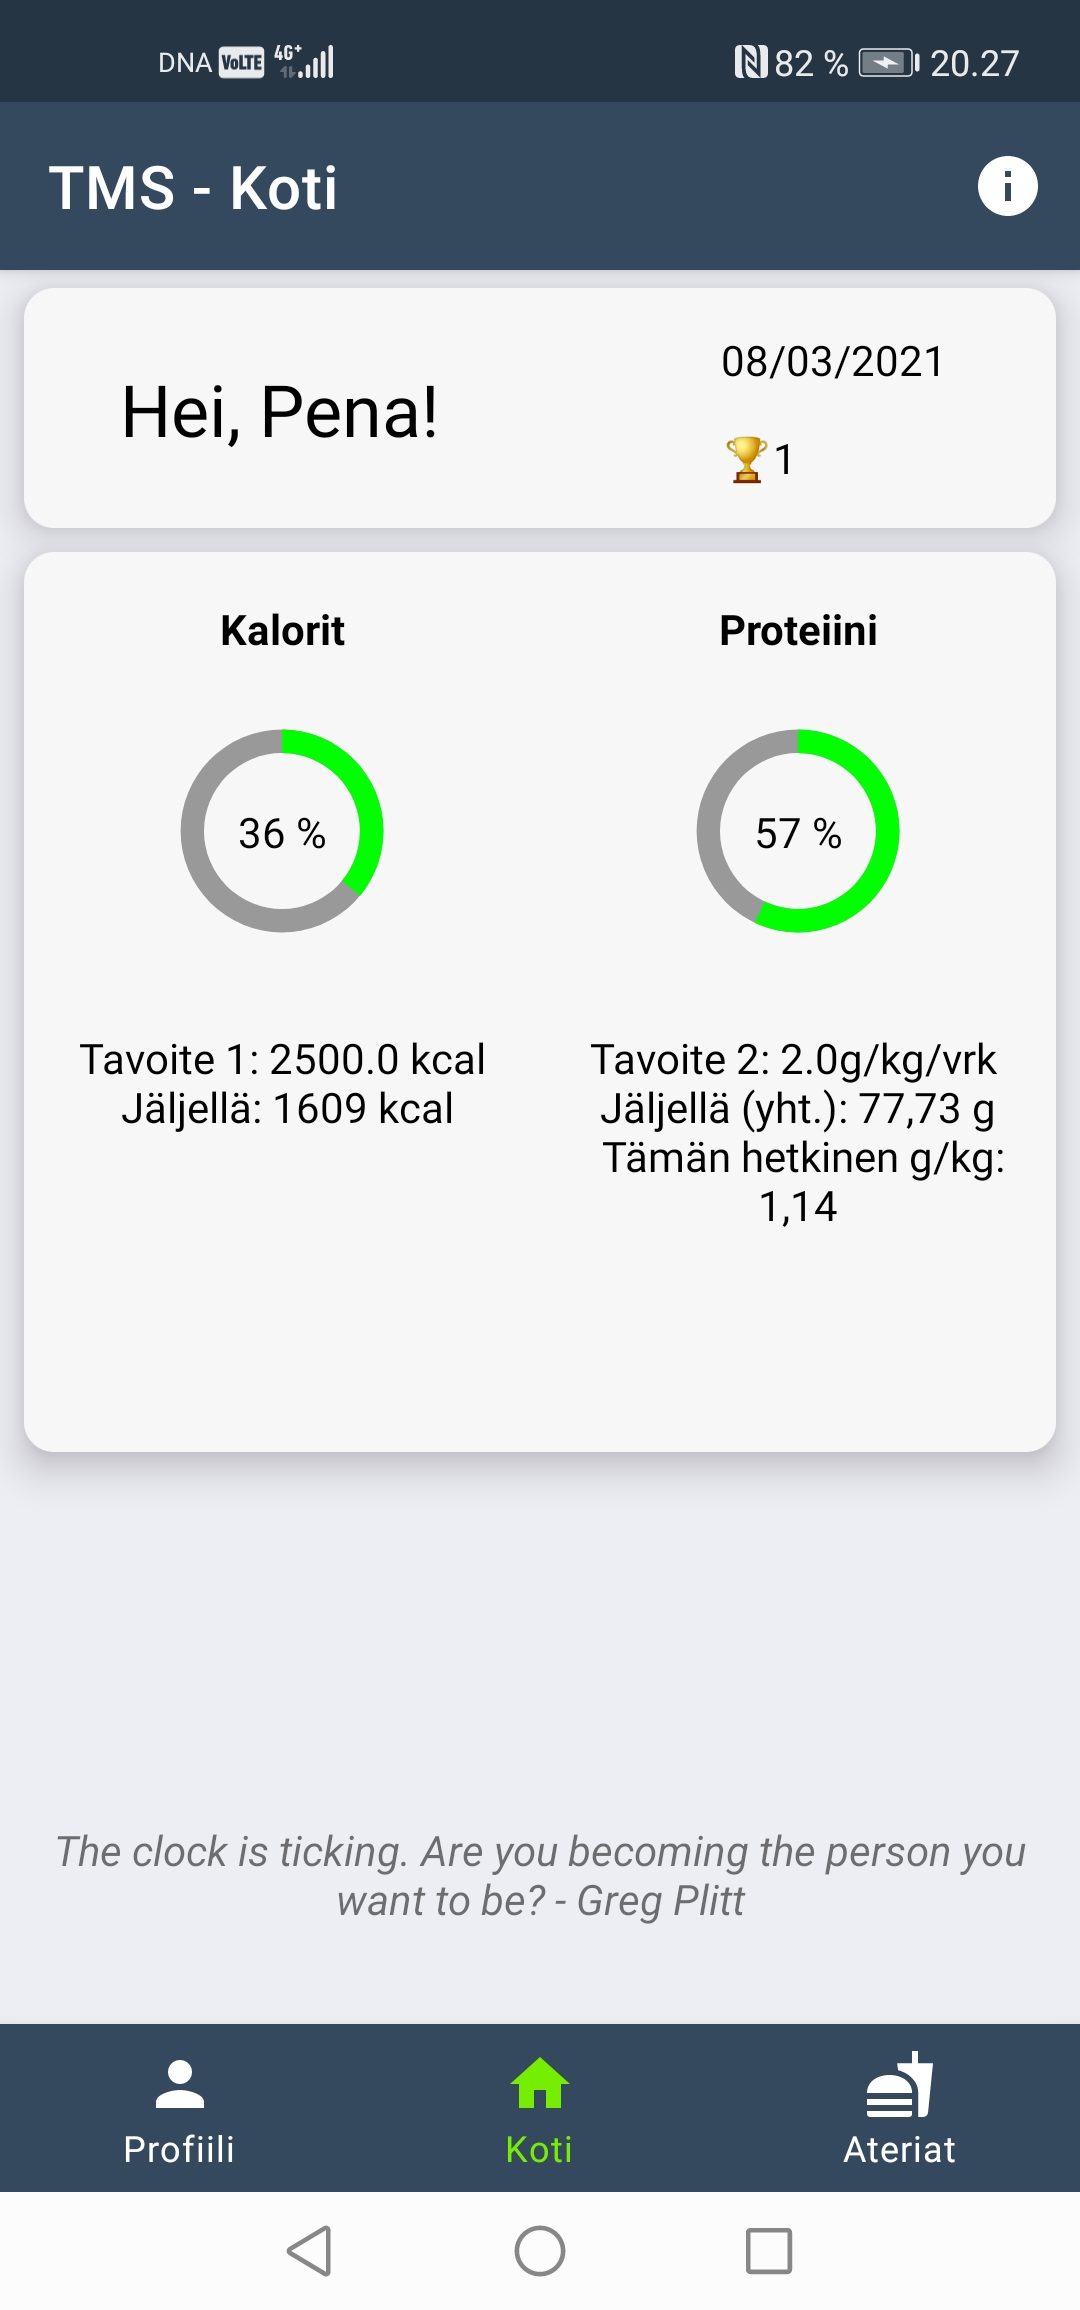 DNA VoLTE 4G+ 82 % 20.27
TMS - Koti
Hei, Pena!
08/03/2021
🏆1
Kalorit
36 %
Tavoite 1: 2500.0 kcal
Jäljellä: 1609 kcal
Proteiini
57 %
Tavoite 2: 2.0g/kg/vrk
Jäljellä (yht.): 77,73 g
Tämän hetkinen g/kg:
1,14
The clock is ticking. Are you becoming the person you
want to be? - Greg Plitt
Profiili Koti Ateriat